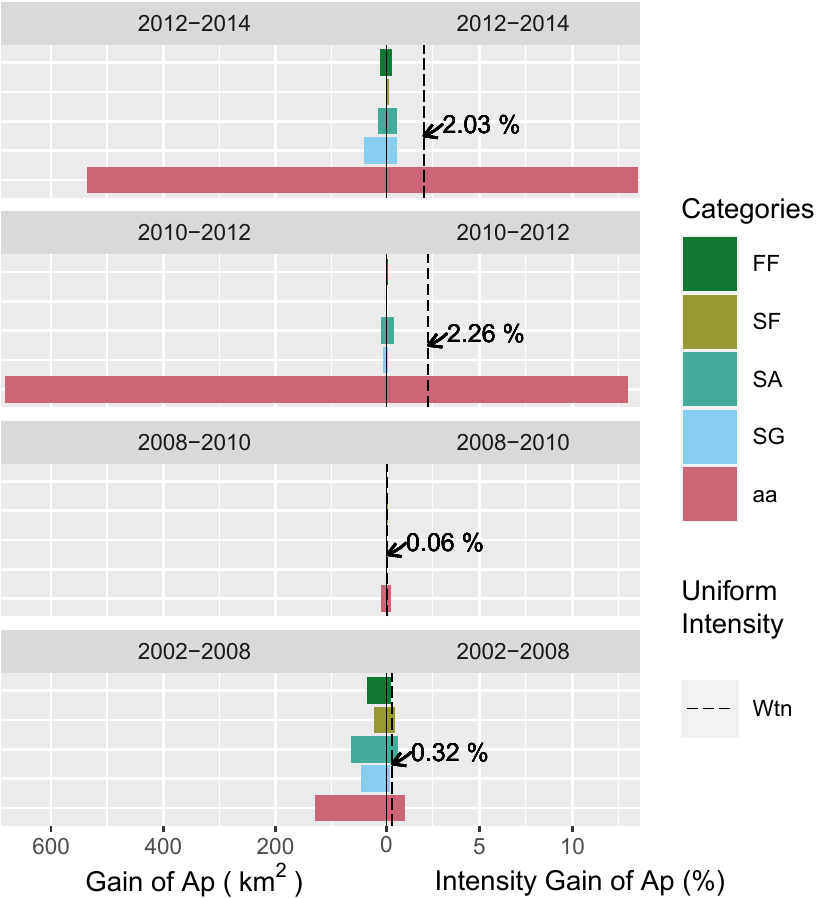 2012−2014 2012−2014
2.03 %
2010−2012 2010−2012
2.26 %
2008−2010 2008−2010
0.06 %
2002−2008 2002−2008
0.32 %
600 400 200 0 5 10
Gain of Ap ( km² ) Intensity Gain of Ap (%)
Categories
FF
SF
SA
SG
aa
Uniform
Intensity
Wtn